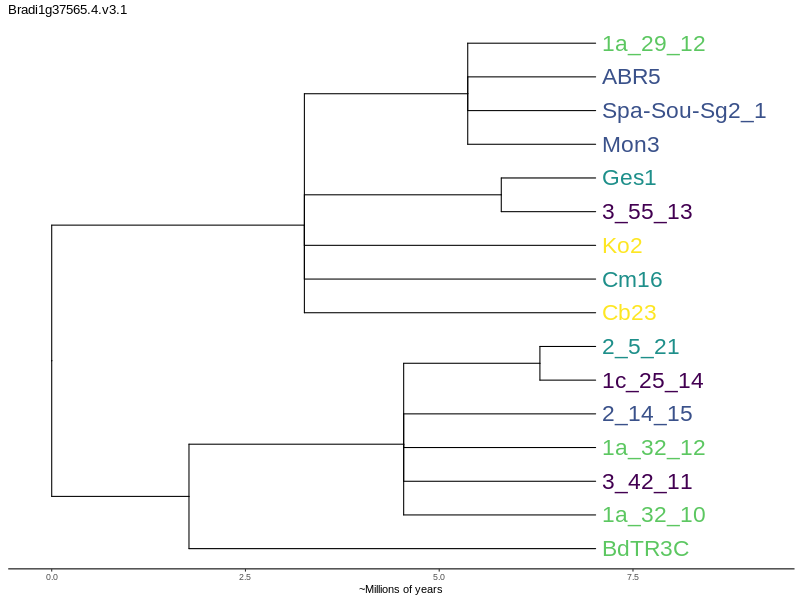 Bradi1g37565.4.v3.1
1a_29_12
ABR5
Spa-Sou-Sg2_1
Mon3
Ges1
3_55_13
Ko2
Cm16
Cb23
2_5_21
1c_25_14
2_14_15
1a_32_12
3_42_11
1a_32_10
BdTR3C
0.0 2.5 5.0 7.5
~Millions of years